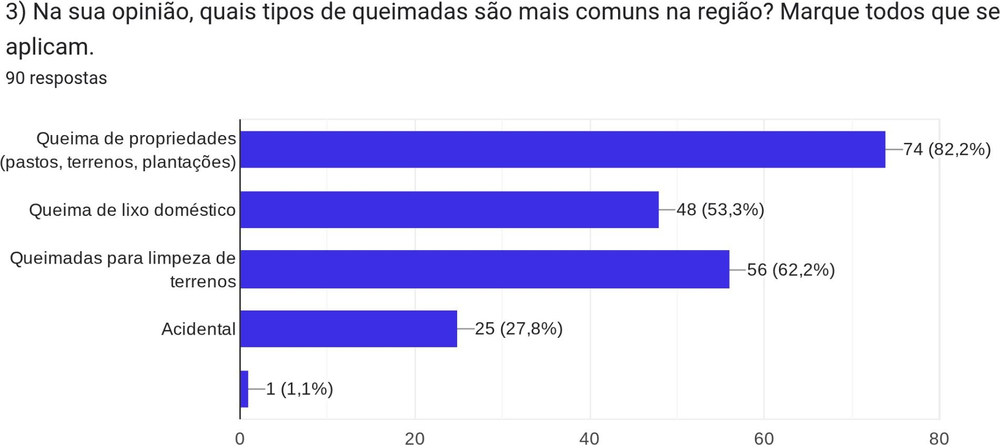 3) Na sua opinião, quais tipos de queimadas são mais comuns na região? Marque todos que se
aplicam.
90 respostas
Queima de propriedades
(pastos, terrenos, plantações)
74 (82,2%)
Queima de lixo doméstico
48 (53,3%)
Queimadas para limpeza de
terrenos
56 (62,2%)
Acidental
25 (27,8%)
1 (1,1%)
0 20 40 60 80